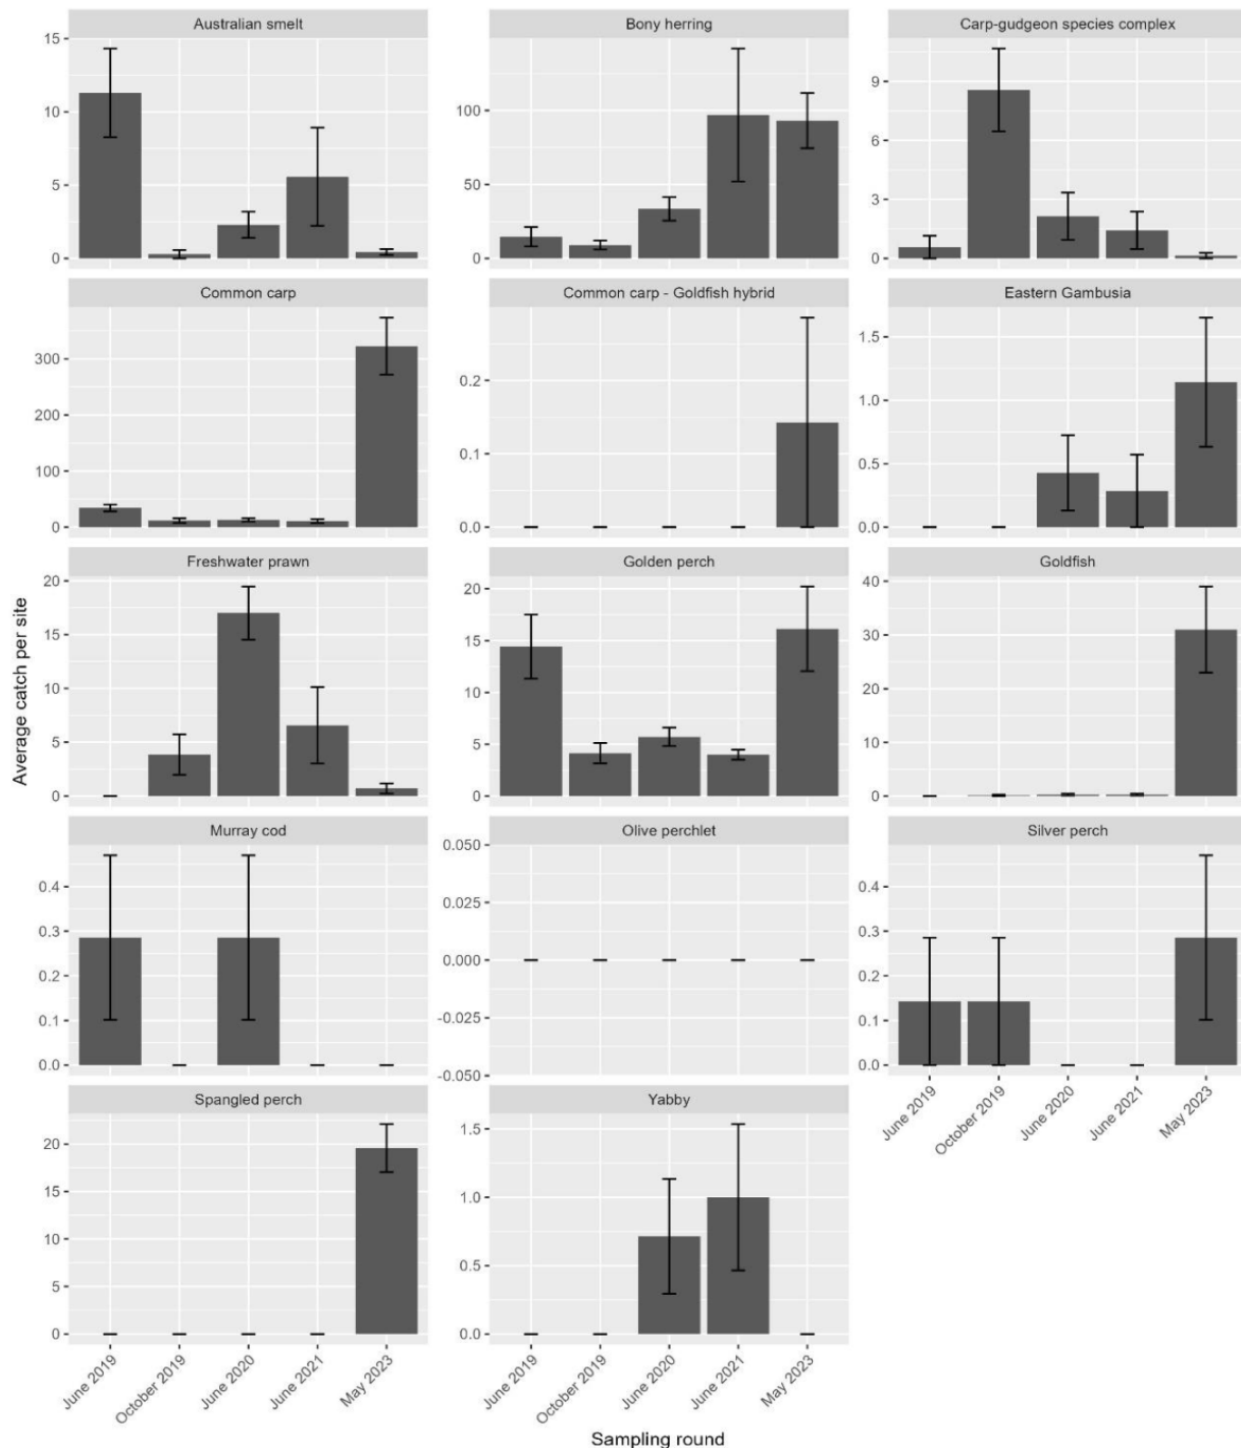 Australian smelt
Bony herring
Carp-gudgeon species complex
15
10
5
0
100
50
0
9
6
3
0
Common carp
Common carp - Goldfish hybrid
Eastern Gambusia
300
200
100
0
0.2
0.1
0.0
1.5
1.0
0.5
0.0
Average catch per site
Freshwater prawn
Golden perch
Goldfish
20
15
10
5
0
20
15
10
5
0
40
30
20
10
0
Murray cod
Olive perchlet
Silver perch
0.4
0.3
0.2
0.1
0.0
0.050
0.025
0.000
-0.025
-0.050
0.4
0.3
0.2
0.1
0.0
June 2019
October 2019
June 2020
June 2021
May 2023
Spangled perch
Yabby
20
15
10
5
0
1.5
1.0
0.5
0.0
June 2019
October 2019
June 2020
June 2021
May 2023
June 2019
October 2019
June 2020
June 2021
May 2023
Sampling round